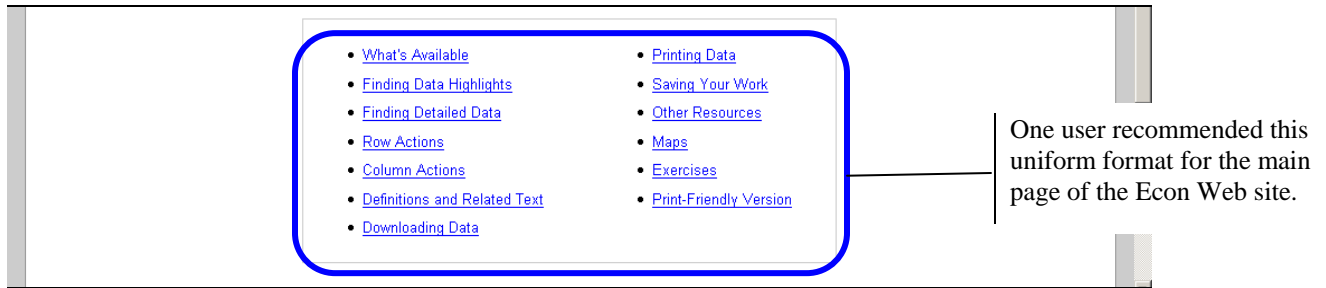 What's Available
Finding Data Highlights
Finding Detailed Data
Row Actions
Column Actions
Definitions and Related Text
Downloading Data
Printing Data
Saving Your Work
Other Resources
Maps
Exercises
Print-Friendly Version
One user recommended this
uniform format for the main
page of the Econ Web site.